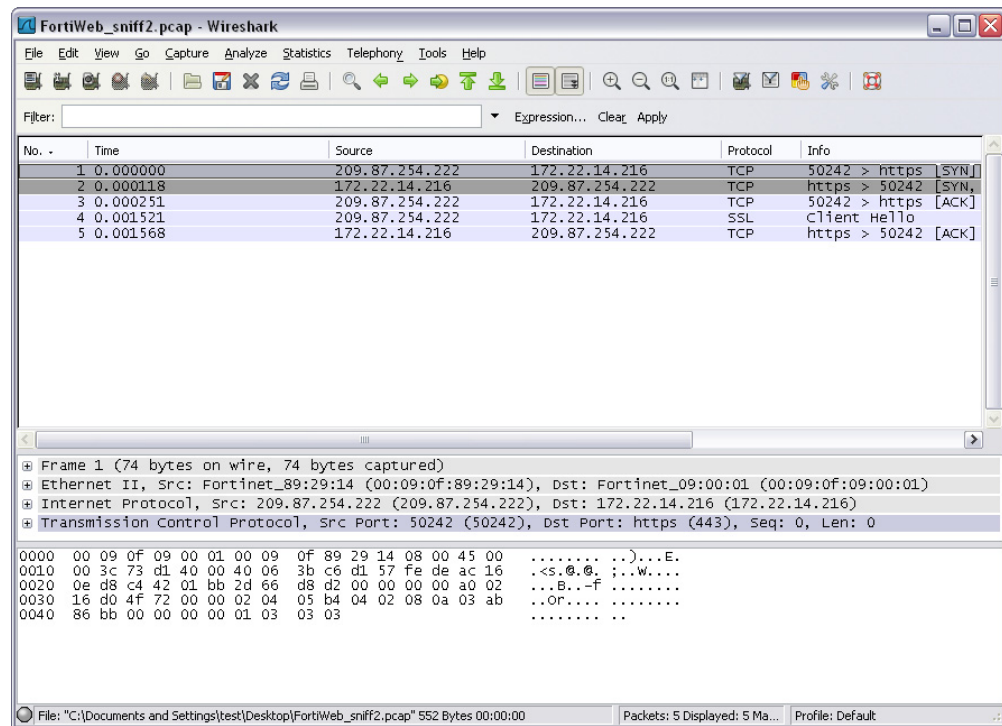 FortiWeb_sniff2.pcap - Wireshark
File Edit View Go Capture Analyze Statistics Telephony Tools Help
Filter: Expression... Clear Apply
No. Time Source Destination Protocol Info
1 0.000000 209.87.254.222 172.22.14.216 TCP 50242 > https [SYN]
2 0.000118 172.22.14.216 209.87.254.222 TCP https > 50242 [SYN,
3 0.000251 209.87.254.222 172.22.14.216 TCP 50242 > https [ACK]
4 0.001521 209.87.254.222 172.22.14.216 SSL Client Hello
5 0.001568 172.22.14.216 209.87.254.222 TCP https > 50242 [ACK]
Frame 1 (74 bytes on wire, 74 bytes captured)
Ethernet II, Src: Fortinet_89:29:14 (00:09:0f:89:29:14), Dst: Fortinet_09:00:01 (00:09:0f:09:00:01)
Internet Protocol, Src: 209.87.254.222 (209.87.254.222), Dst: 172.22.14.216 (172.22.14.216)
Transmission Control Protocol, Src Port: 50242 (50242), Dst Port: https (443), Seq: 0, Len: 0
0000 00 09 0f 09 00 01 00 09 0f 89 29 14 08 00 45 00 ........ ..)...E.
0010 00 3c 73 d1 40 00 40 06 3b c6 d1 57 fe de ac 16 .<s.@.@. ;..W....
0020 0e d8 c4 42 01 bb 2d 66 d8 d2 00 00 00 00 a0 02 ...B..-f ........
0030 16 d0 4f 72 00 00 02 04 05 b4 04 02 08 0a 03 ab ..Or.... ........
0040 86 bb 00 00 00 00 01 03 03 03 ........ ..
File: "C:\Documents and Settings\test\Desktop\FortiWeb_sniff2.pcap" 552 Bytes 00:00:00 Packets: 5 Displayed: 5 Ma... Profile: Default